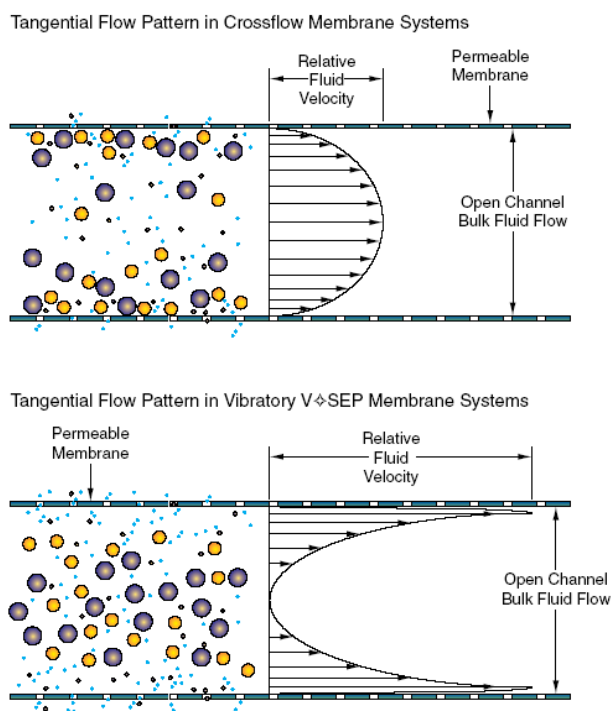 Tangential Flow Pattern in Crossflow Membrane Systems
Relative
Fluid
Velocity
Permeable
Membrane
Open Channel
Bulk Fluid Flow
Tangential Flow Pattern in Vibratory V✧SEP Membrane Systems
Permeable
Membrane
Relative
Fluid
Velocity
Open Channel
Bulk Fluid Flow